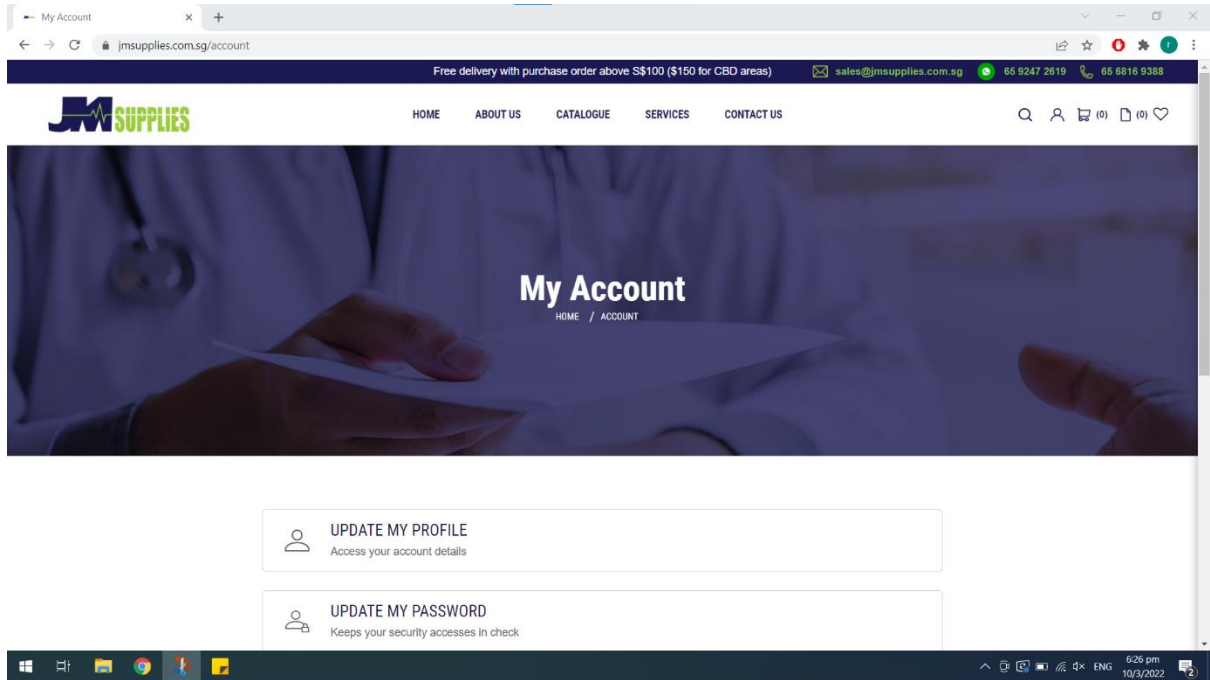 My Account
jmsupplies.com.sg/account
Free delivery with purchase order above S$100 ($150 for CBD areas) sales@jmsupplies.com.sg 65 9247 2619 65 6816 9388
JM SUPPLIES HOME ABOUT US CATALOGUE SERVICES CONTACT US (0) (0)
My Account
HOME / ACCOUNT
UPDATE MY PROFILE
Access your account details
UPDATE MY PASSWORD
Keeps your security accesses in check
ENG 6:26 pm
10/3/2022 2